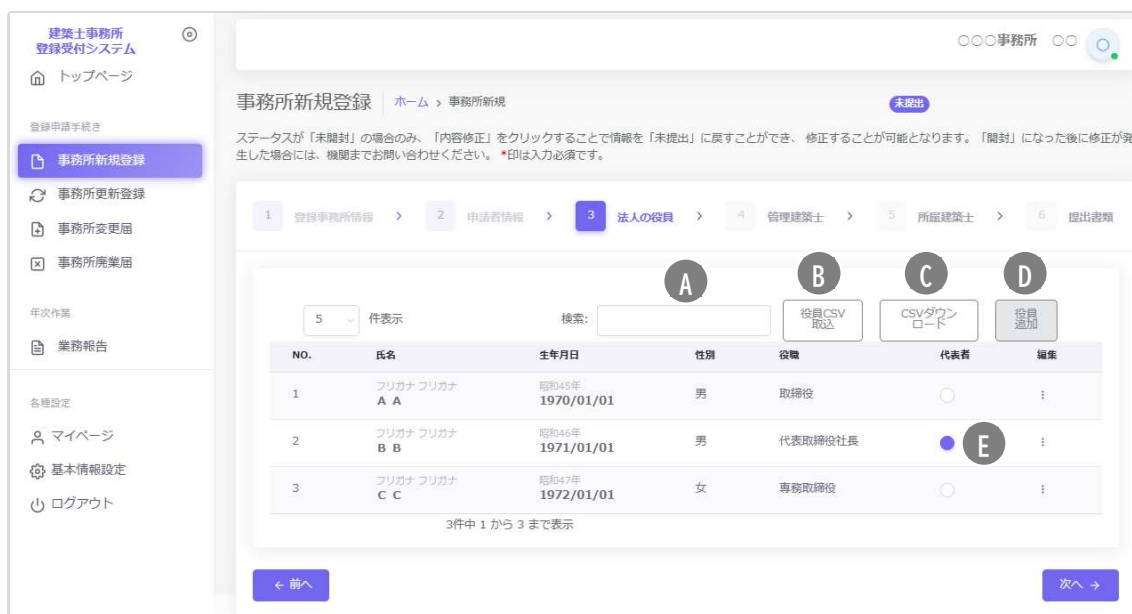 建築士事務所
登録受付システム
トップページ
登録申請手続き
事務所新規登録
事務所更新登録
事務所変更届
事務所廃業届
年次作業
業務報告
各種設定
マイページ
基本情報設定
ログアウト
○○○事務所 ○○
○
事務所新規登録 ホーム › 事務所新規
未提出
ステータスが「未開封」の場合のみ、「内容修正」をクリックすることで情報を「未提出」に戻すことができ、 修正することが可能となります。「開封」になった後に修正が発
生した場合には、機関までお問い合わせください。 *印は入力必須です。
1 登録事務所情報 > 2 申請者情報 > 3 法人の役員 > 4 管理建築士 > 5 所属建築士 > 6 提出書類
A B C D
5 件表示 検索: 役員CSV取込 CSVダウンロード 役員追加
NO. 氏名 生年月日 性別 役職 代表者 編集
フリガナ フリガナ 昭和45年
1 A A 1970/01/01 男 取締役
フリガナ フリガナ 昭和46年
2 B B 1971/01/01 男 代表取締役社長 E
フリガナ フリガナ 昭和47年
3 C C 1972/01/01 女 専務取締役
3件中 1 から 3 まで表示
← 前へ
次へ →